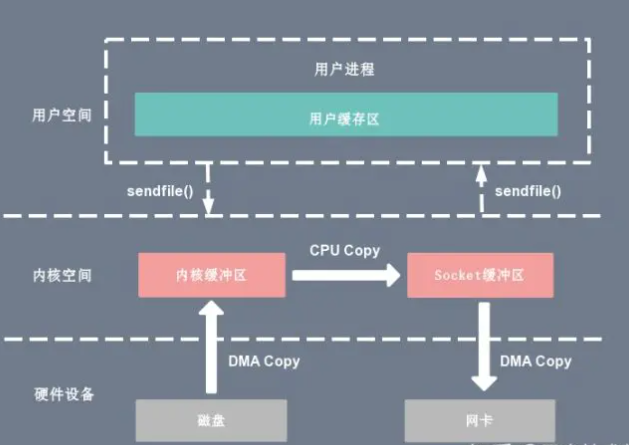 用户进程
用户空间
用户缓存区
sendfile()
sendfile()
CPU Copy
内核空间
内核缓冲区
Socket缓冲区
DMA Copy
DMA Copy
硬件设备
磁盘
网卡